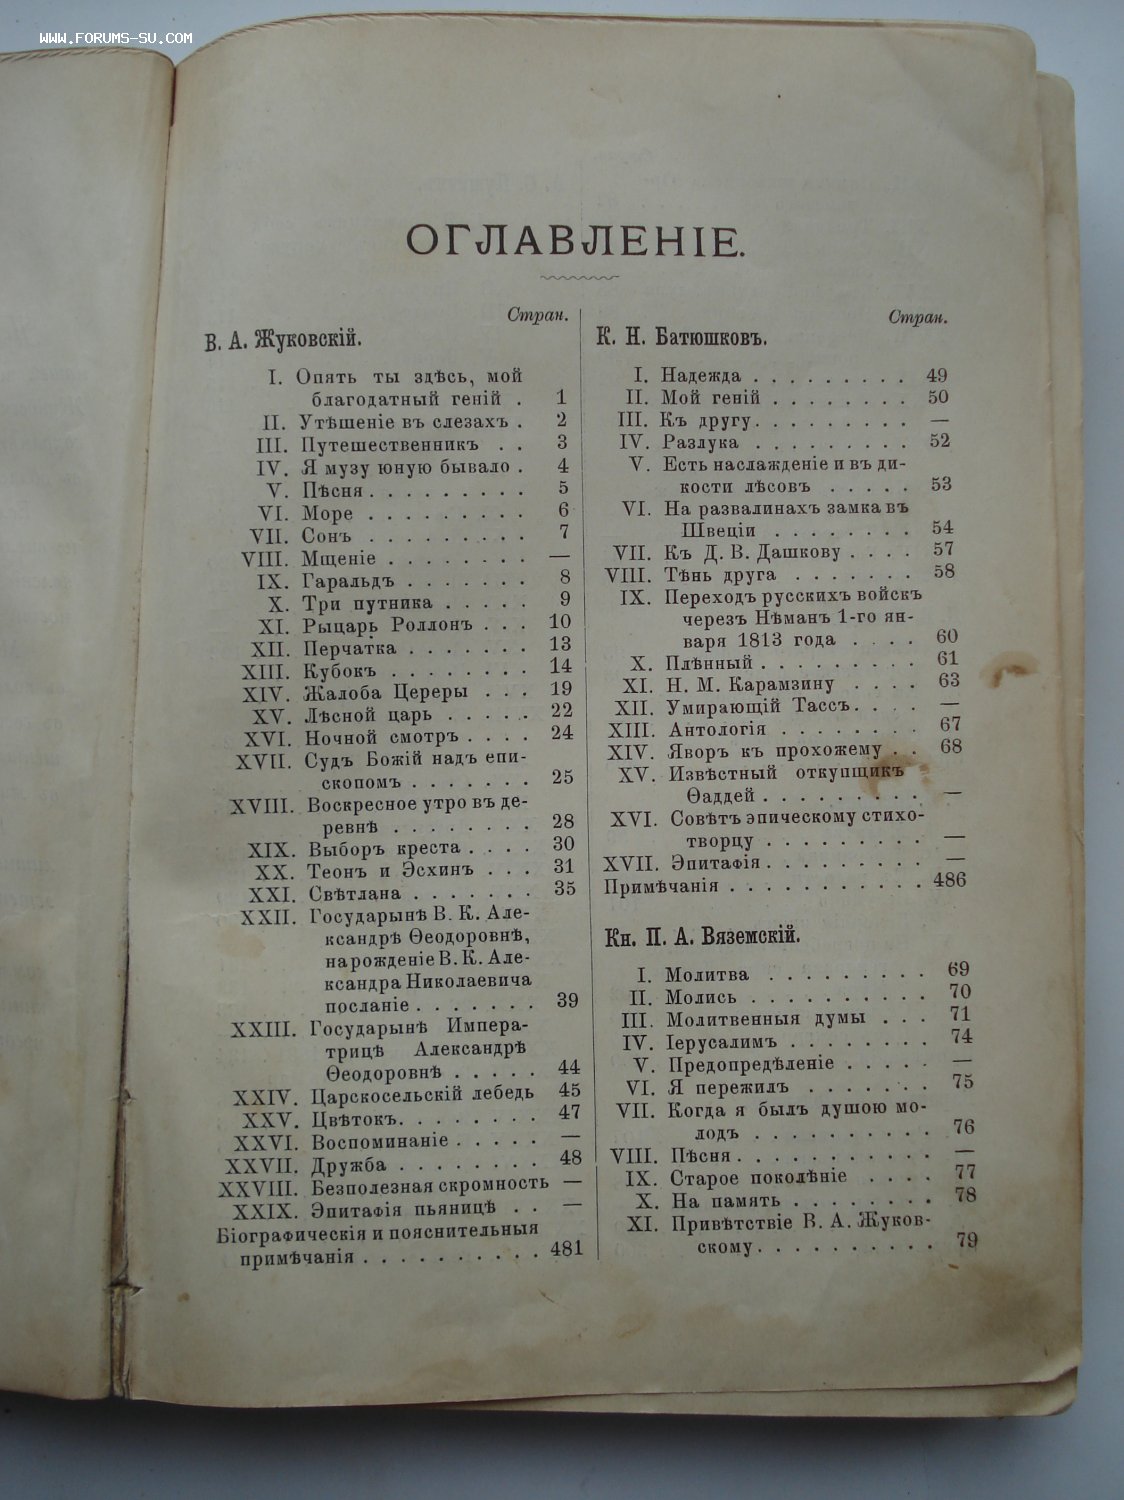 WWW.FORUMS-SU.COM
ОГЛАВЛЕНІЕ.
Стран.
В. А. Жуковскій.
I. Опять ты здѣсь, мой
благодатный геній . 1
II. Утѣшеніе въ слезахъ . 2
III. Путешественникъ . . 3
IV. Я музу юную бывало . 4
V. Пѣсня . . . . . . . . . 5
VI. Море . . . . . . . . . 6
VII. Сонъ . . . . . . . . . 7
VIII. Мщеніе . . . . . . . . —
IX. Гаральдъ . . . . . . . 8
X. Три путника . . . . . 9
XI. Рыцарь Роллонъ . . . 10
XII. Перчатка . . . . . . . 13
XIII. Кубокъ . . . . . . . . 14
XIV. Жалоба Цереры . . . 19
XV. Лѣсной царь . . . . . 22
XVI. Ночной смотръ . . . . 24
XVII. Судъ Божій надъ епи-
скопомъ . . . . . . . 25
XVIII. Воскресное утро въ де-
ревнѣ . . . . . . . . 28
XIX. Выборъ креста . . . . 30
XX. Теонъ и Эсхинъ . . . 31
XXI. Свѣтлана . . . . . . . 35
XXII. Государынѣ В. К. Але-
ксандрѣ Ѳеодоровнѣ,
на рожденіе В. К. Але-
ксандра Николаевича
посланіе . . . . . . . 39
XXIII. Государынѣ Импера-
трицѣ Александрѣ
Ѳеодоровнѣ . . . . . 44
XXIV. Царскосельскій лебедь 45
XXV. Цвѣтокъ. . . . . . . . 47
XXVI. Воспоминаніе . . . . . —
XXVII. Дружба . . . . . . . . 48
XXVIII. Безполезная скромность —
XXIX. Эпитафія пьяницѣ . . —
Біографическія и пояснительныя
примѣчанія . . . . . . . . . . 481
Стран.
К. Н. Батюшковъ.
I. Надежда . . . . . . . . . 49
II. Мой геній . . . . . . . . 50
III. Къ другу. . . . . . . . . —
IV. Разлука . . . . . . . . . 52
V. Есть наслажденіе и въ ди-
кости лѣсовъ . . . . . 53
VI. На развалинахъ замка въ
Швеціи . . . . . . . . 54
VII. Къ Д. В. Дашкову . . . . 57
VIII. Тѣнь друга . . . . . . . 58
IX. Переходъ русскихъ войскъ
черезъ Нѣманъ 1-го ян-
варя 1813 года . . . . 60
X. Плѣнный . . . . . . . . . 61
XI. Н. М. Карамзину . . . . 63
XII. Умирающій Тассъ. . . . —
XIII. Антологія . . . . . . . . 67
XIV. Яворъ къ прохожему . . 68
XV. Извѣстный откупщикъ
Ѳаддей . . . . . . . . . —
XVI. Совѣтъ эпическому стихо-
творцу . . . . . . . . . —
XVII. Эпитафія . . . . . . . . . —
Примѣчанія . . . . . . . . . . . 486
Кн. П. А. Вяземскій.
I. Молитва . . . . . . . . . 69
II. Молись . . . . . . . . . . 70
III. Молитвенныя думы . . . 71
IV. Іерусалимъ . . . . . . . . 74
V. Предопредѣленіе . . . . . —
VI. Я пережилъ . . . . . . . 75
VII. Когда я былъ душою мо-
лодъ . . . . . . . . . . 76
VIII. Пѣсня . . . . . . . . . . . —
IX. Старое поколѣніе . . . . 77
X. На память . . . . . . . . 78
XI. Привѣтствіе В. А. Жуков-
скому. . . . . . . . . . 79